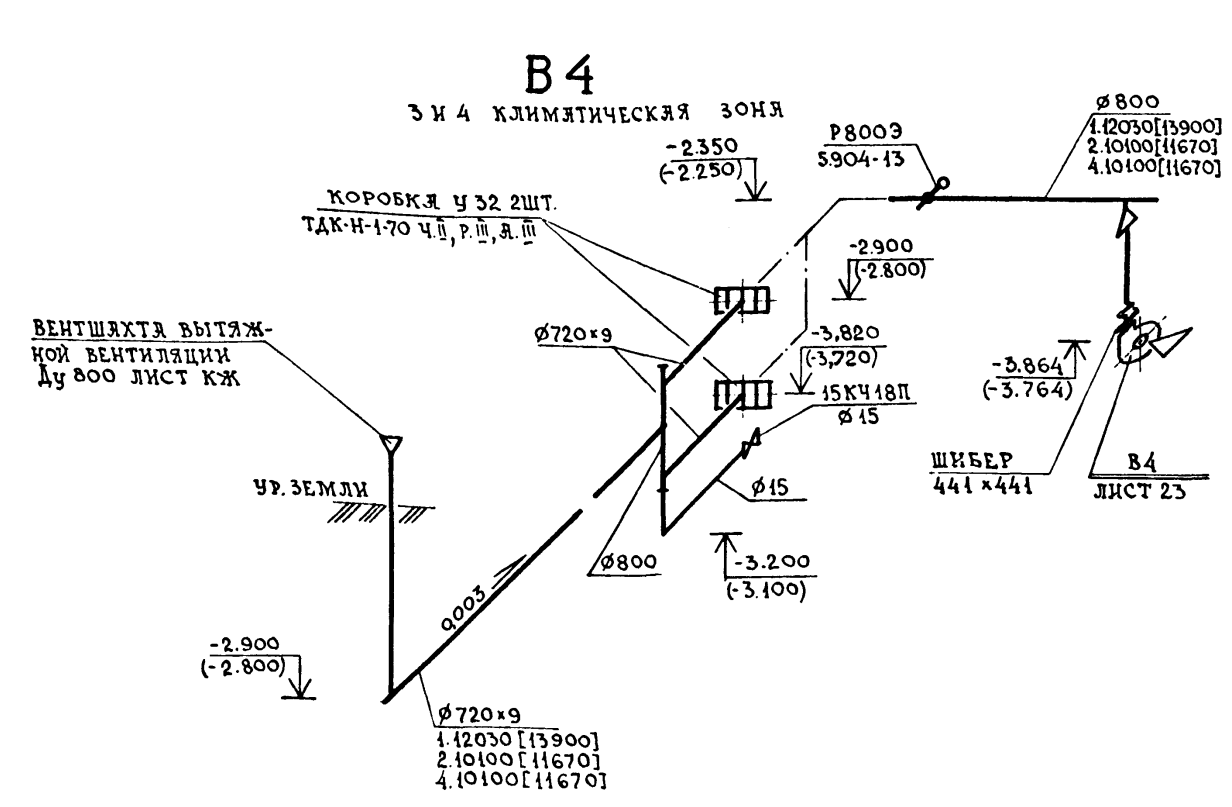 В4
3 И 4 КЛИМАТИЧЕСКАЯ ЗОНА
-2.350
(-2.250)
Р800Э
5.904-13
Ø800
1.12030[13900]
2.10100[11670]
4.10100[11670]
КОРОБКА У 32 2ШТ.
ТДК-Н-1-70 Ч.II, Р.III, А.III
-2.900
(-2.800)
ВЕНТШАХТА ВЫТЯЖ-
НОЙ ВЕНТИЛЯЦИИ
Ду 800 ЛИСТ КЖ
Ø720×9
-3,820
(-3,720)
-3.864
(-3.764)
15КЧ18П
Ø15
ШИБЕР
441×441
В4
ЛИСТ 23
УР. ЗЕМЛИ
Ø15
Ø800
-3.200
(-3.100)
0,003
-2.900
(-2.800)
Ø720×9
1.12030[13900]
2.10100[11670]
4.10100[11670]